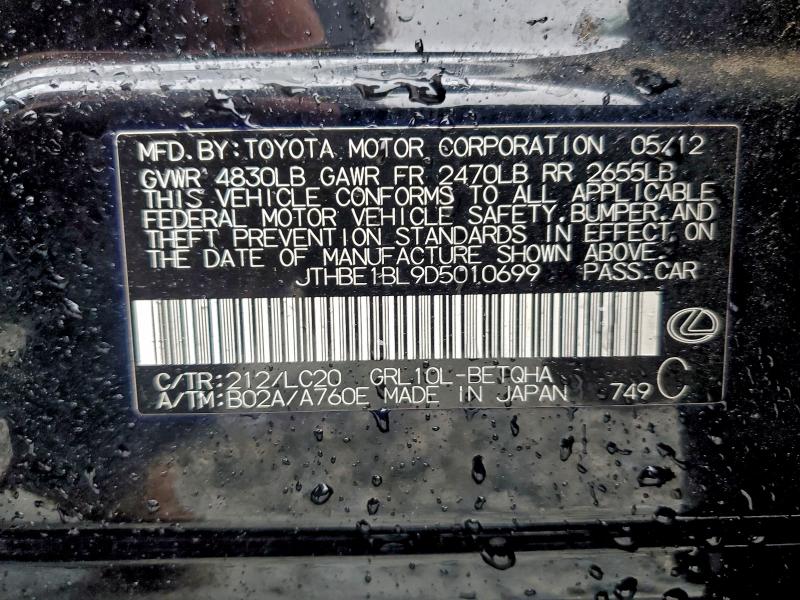 MFD.BY:TOYOTA MOTOR CORPORATION 05/12
GVWR 4830LB GAWR FR 2470LB RR 2655LB
THIS VEHICLE CONFORMS TO ALL APPLICABLE
FEDERAL MOTOR VEHICLE SAFETY,BUMPER,AND
THEFT PREVENTION STANDARDS IN EFFECT ON
THE DATE OF MANUFACTURE SHOWN ABOVE.
JTHBE1BL9D5010699 PASS.CAR
C/TR:212/LC20 GRL10L-BETQHA
A/TM:B02A/A760E MADE IN JAPAN 749 C